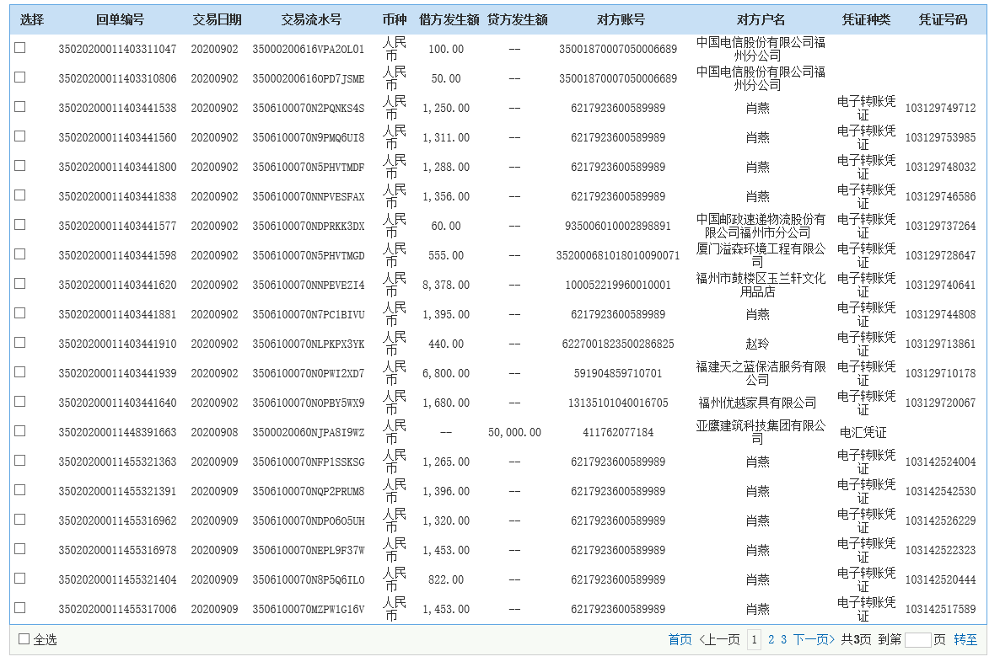 选择 回单编号 交易日期 交易流水号 币种 借方发生额 贷方发生额 对方账号 对方户名 凭证种类 凭证号码
35020200011403311047 20200902 35000200616VPA2OL01 人民币 100.00 -- 35001870007050006689 中国电信股份有限公司福州分公司
35020200011403310806 20200902 35000200616OPD7JSME 人民币 50.00 -- 35001870007050006689 中国电信股份有限公司福州分公司
35020200011403441538 20200902 3506100070N2PQNKS4S 人民币 1,250.00 -- 6217923600589989 肖燕 电子转账凭证 103129749712
35020200011403441560 20200902 3506100070N9PMQ6UI8 人民币 1,311.00 -- 6217923600589989 肖燕 电子转账凭证 103129753985
35020200011403441800 20200902 3506100070N5PHVTMDF 人民币 1,288.00 -- 6217923600589989 肖燕 电子转账凭证 103129748032
35020200011403441838 20200902 3506100070NNPVESFAX 人民币 1,356.00 -- 6217923600589989 肖燕 电子转账凭证 103129746586
35020200011403441577 20200902 3506100070NDPRKK3DX 人民币 60.00 -- 935006010002898891 中国邮政速递物流股份有限公司福州市分公司 电子转账凭证 103129737264
35020200011403441598 20200902 3506100070N5PHVTMGD 人民币 555.00 -- 352000681018010090071 厦门溢森环境工程有限公司 电子转账凭证 103129728647
35020200011403441620 20200902 3506100070NNPEVEZI4 人民币 8,378.00 -- 100052219960010001 福州市鼓楼区玉兰轩文化用品店 电子转账凭证 103129740641
35020200011403441881 20200902 3506100070N7PC1BIVU 人民币 1,395.00 -- 6217923600589989 肖燕 电子转账凭证 103129744808
35020200011403441910 20200902 3506100070NLPKPX3YK 人民币 440.00 -- 6227001823500286825 赵玲 电子转账凭证 103129713861
35020200011403441939 20200902 3506100070NOPWI2XD7 人民币 6,800.00 -- 591904859710701 福建天之蓝保洁服务有限公司 电子转账凭证 103129710178
35020200011403441640 20200902 3506100070NOPBY5WX9 人民币 1,680.00 -- 13135101040016705 福州优越家具有限公司 电子转账凭证 103129720067
35020200011448391663 20200908 3500020060NJPA8I9WZ 人民币 -- 50,000.00 411762077184 亚鹰建筑科技集团有限公司 电汇凭证
35020200011455321363 20200909 3506100070NFP1SSKSG 人民币 1,265.00 -- 6217923600589989 肖燕 电子转账凭证 103142524004
35020200011455321391 20200909 3506100070NQP2PRUM8 人民币 1,396.00 -- 6217923600589989 肖燕 电子转账凭证 103142542530
35020200011455316962 20200909 3506100070NDPO6O5UH 人民币 1,320.00 -- 6217923600589989 肖燕 电子转账凭证 103142526229
35020200011455316978 20200909 3506100070NEPL9F37W 人民币 1,453.00 -- 6217923600589989 肖燕 电子转账凭证 103142522323
35020200011455321404 20200909 3506100070N8P5Q6ILO 人民币 822.00 -- 6217923600589989 肖燕 电子转账凭证 103142520444
35020200011455317006 20200909 3506100070MZPW1G16V 人民币 1,453.00 -- 6217923600589989 肖燕 电子转账凭证 103142517589
全选 首页 <上一页 1 2 3 下一页> 共3页 到第 页 转至